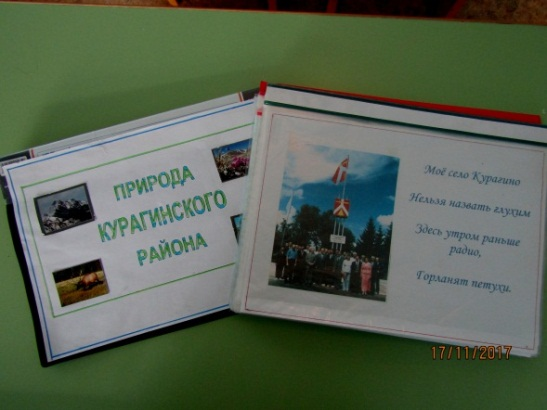 ПРИРОДА
КУРАГИНСКОГО
РАЙОНА
Моё село Курагино
Нельзя назвать глухим
Здесь утром раньше
радио,
Горланят петухи.
17/11/2017